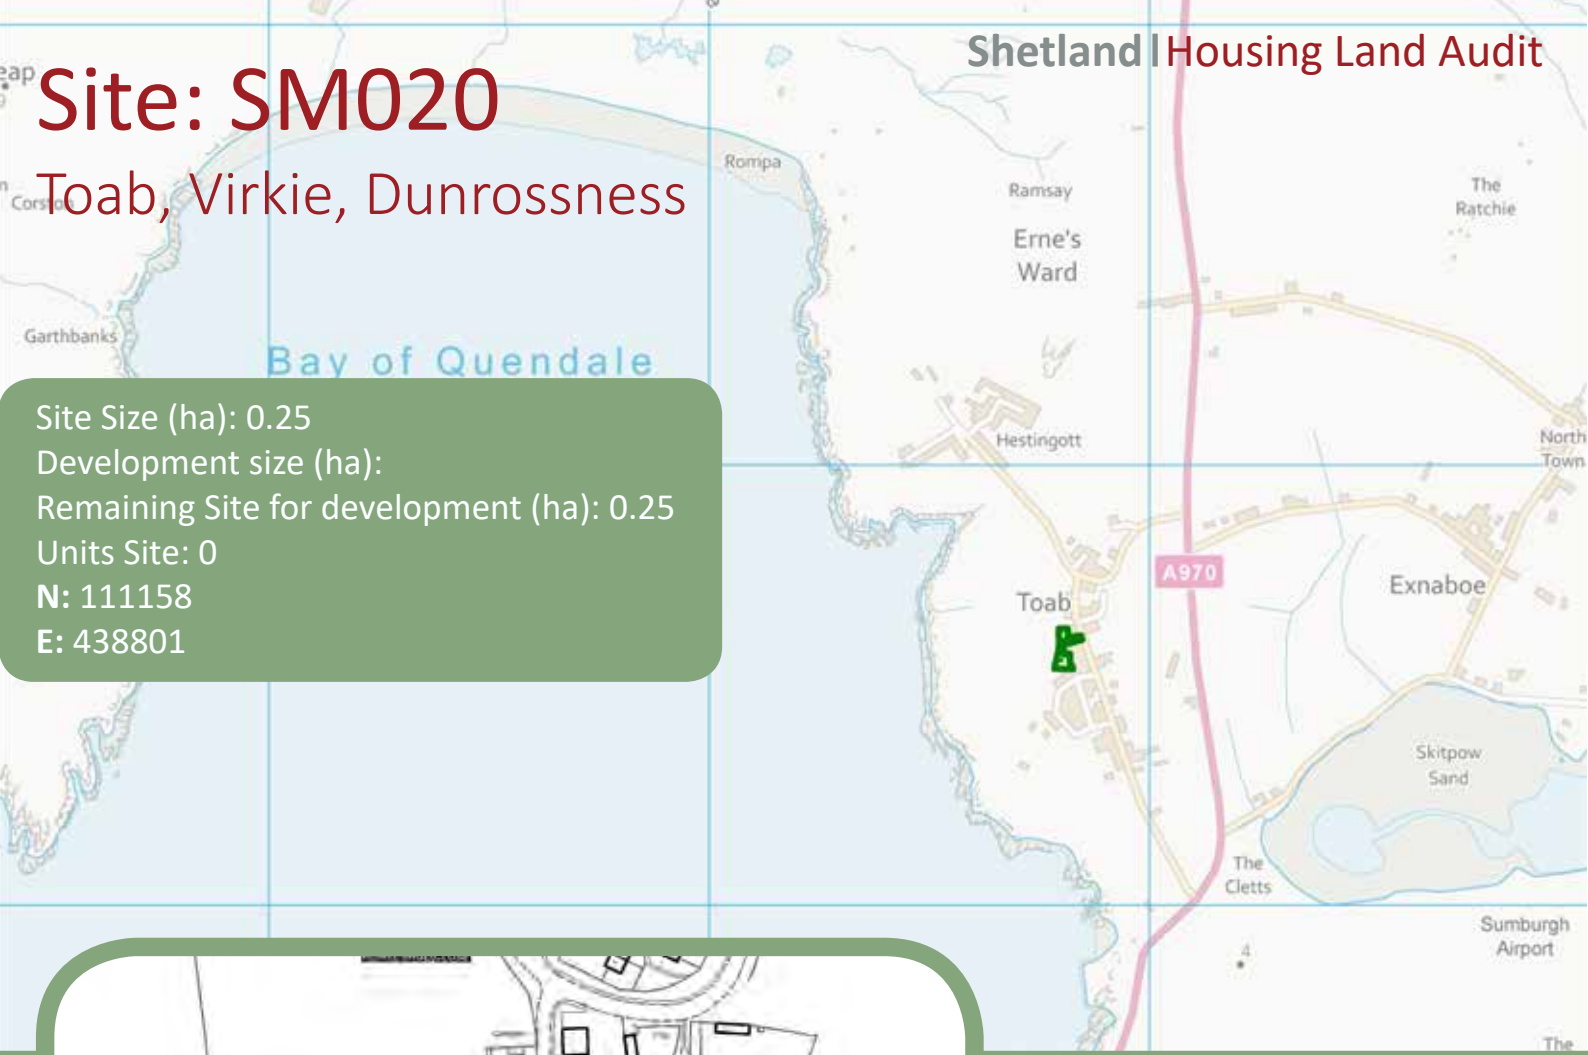 Shetland|Housing Land Audit
Site: SM020
Toab, Virkie, Dunrossness
Rompa
Ramsay
The
Ratchie
Corston
Erne's
Ward
Garthbanks
Bay of Quendale
Site Size (ha): 0.25
Development size (ha):
Remaining Site for development (ha): 0.25
Units Site: 0
N: 111158
E: 438801
Hestingott
North
Town
A970
Toab
Exnaboe
Skitpow
Sand
The
Cletts
Sumburgh
Airport
4
The